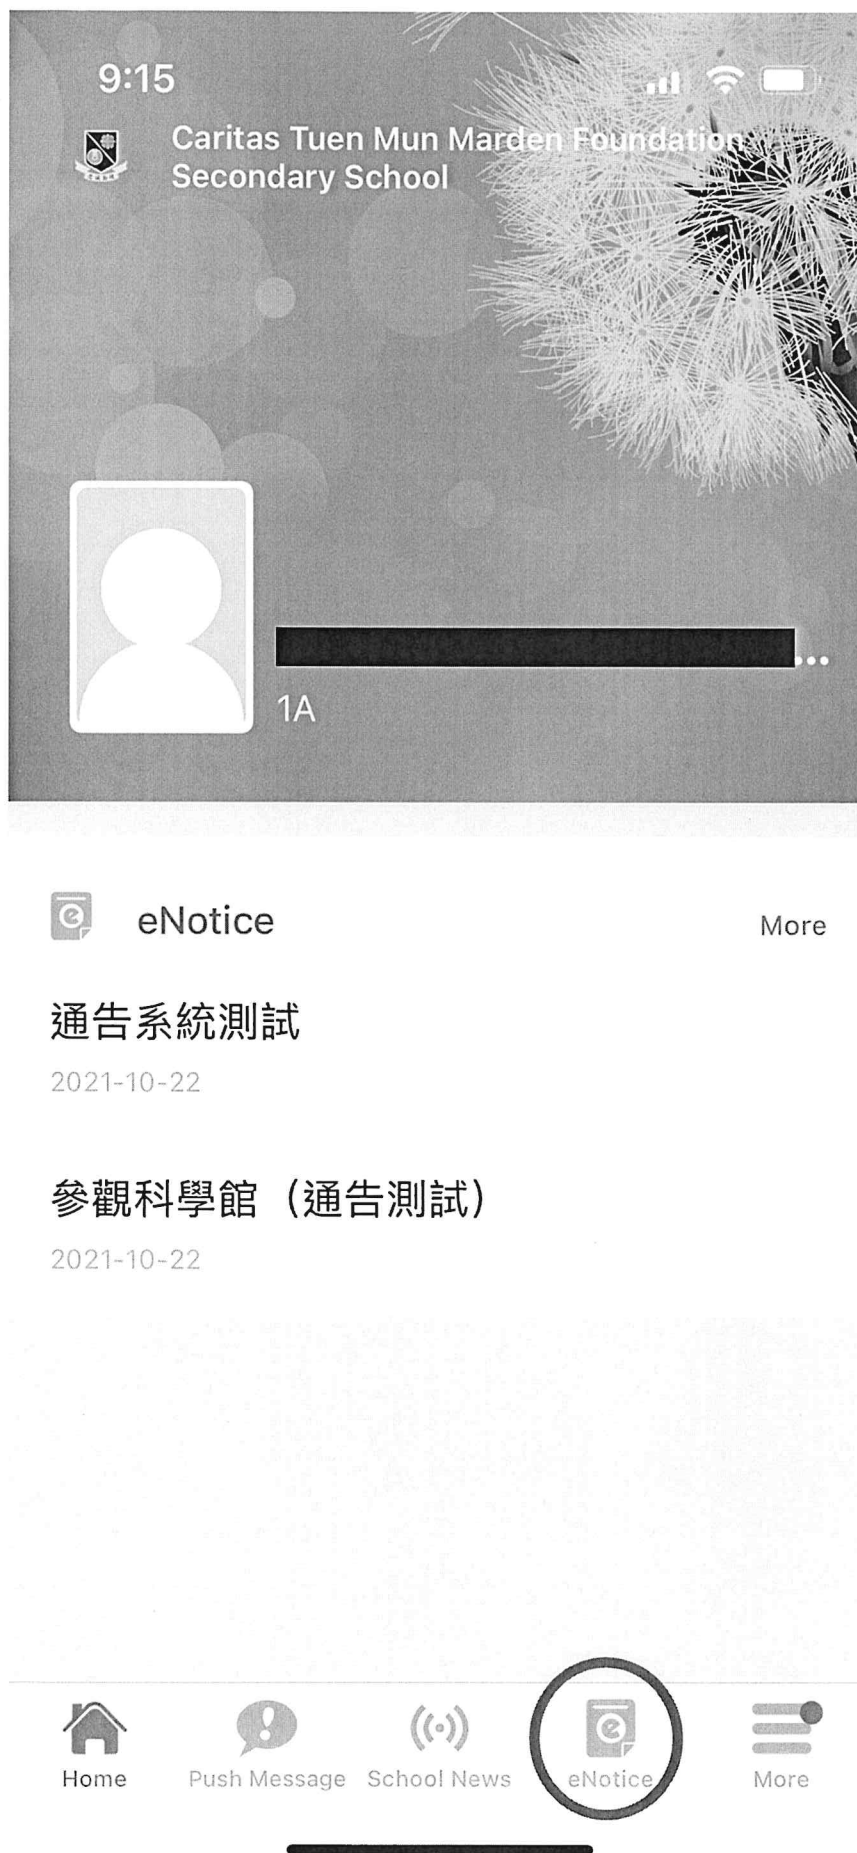 9:15
Caritas Tuen Mun Marden Foundation
Secondary School
1A
eNotice
More
通告系統測試
2021-10-22
參觀科學館（通告測試）
2021-10-22
Home
Push Message
School News
eNotice
More